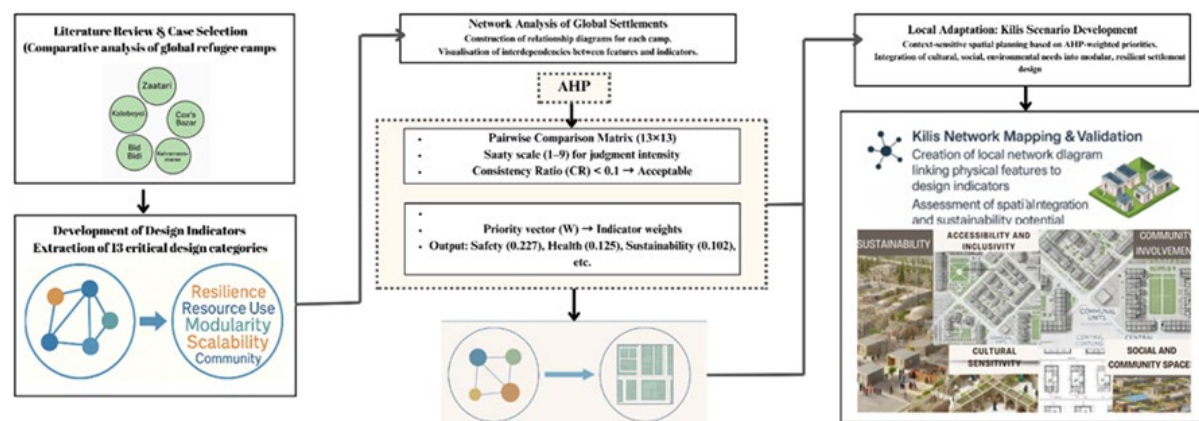 Literature Review & Case Selection
(Comparative analysis of global refugee camps
Zaatari
Kalobeyei
Cox's
Bazar
Bid
Bidi
Development of Design Indicators
Extraction of 13 critical design categories
Resilience
Resource Use
Modularity
Scalability
Community
Network Analysis of Global Settlements
Construction of relationship diagrams for each camp.
Visualisation of interdependencies between features and indicators.
AHP
• Pairwise Comparison Matrix (13×13)
• Saaty scale (1–9) for judgment intensity
• Consistency Ratio (CR) < 0.1 → Acceptable
•
• Priority vector (W) → Indicator weights
• Output: Safety (0.227), Health (0.125), Sustainability (0.102),
etc.
Local Adaptation: Kilis Scenario Development
Context-sensitive spatial planning based on AHP-weighted priorities.
Integration of cultural, social, environmental needs into modular, resilient settlement
design
Kilis Network Mapping & Validation
Creation of local network diagram
linking physical features to
design indicators
Assessment of spatial integration
and sustainability potential
SUSTAINABILITY
ACCESSIBILITY AND
INCLUSIVITY
COMMUNITY
INVOLVEMENT
COMMUNAL
UNITS
CENTRAL
CULTURAL
SENSITIVITY
SOCIAL AND
COMMUNITY SPACE